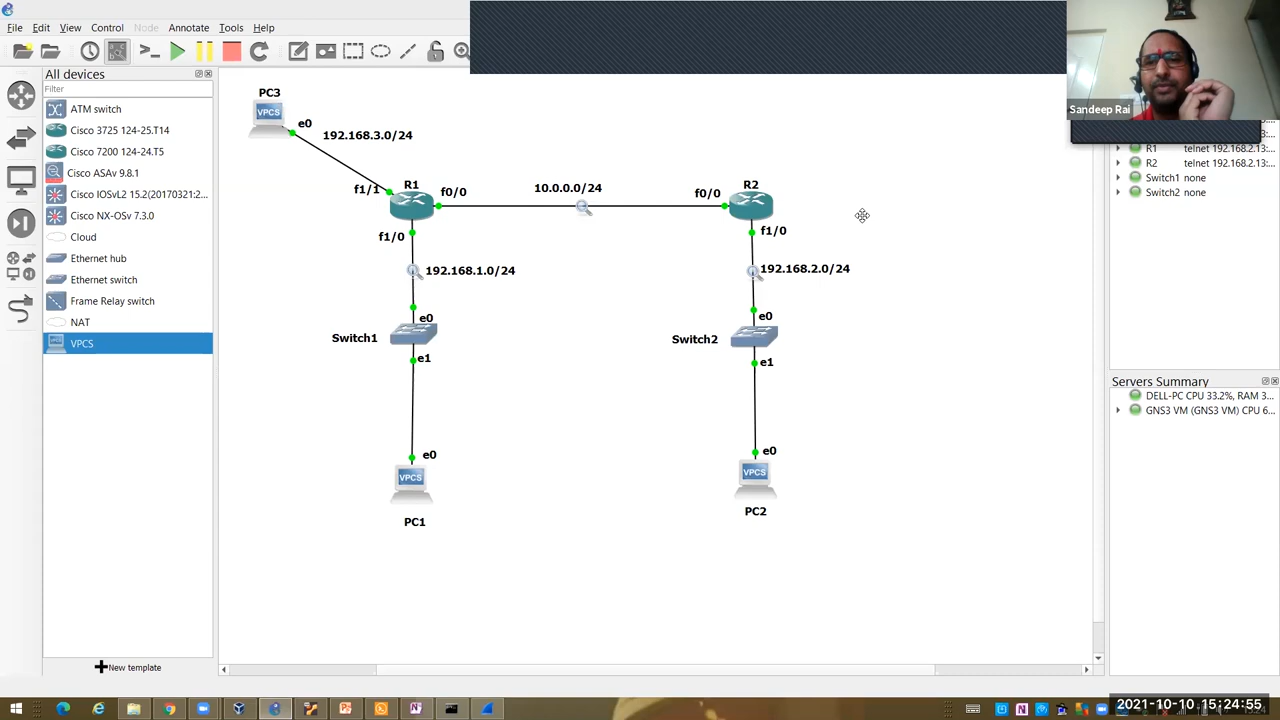 File Edit View Control Node Annotate Tools Help
All devices
Filter
ATM switch
Cisco 3725 124-25.T14
Cisco 7200 124-24.T5
Cisco ASAv 9.8.1
Cisco IOSvL2 15.2(20170321:2...
Cisco NX-OSv 7.3.0
Cloud
Ethernet hub
Ethernet switch
Frame Relay switch
NAT
VPCS
New template
PC3
VPCS
e0
192.168.3.0/24
R1
f1/1
f0/0
10.0.0.0/24
f0/0
R2
f1/0
f1/0
192.168.1.0/24
192.168.2.0/24
e0
e0
Switch1
Switch2
e1
e1
e0
e0
VPCS
VPCS
PC1
PC2
Sandeep Rai
R1 telnet 192.168.2.13:...
R2 telnet 192.168.2.13:...
Switch1 none
Switch2 none
Servers Summary
DELL-PC CPU 33.2%, RAM 3...
GNS3 VM (GNS3 VM) CPU 6...
2021-10-10 15:24:55